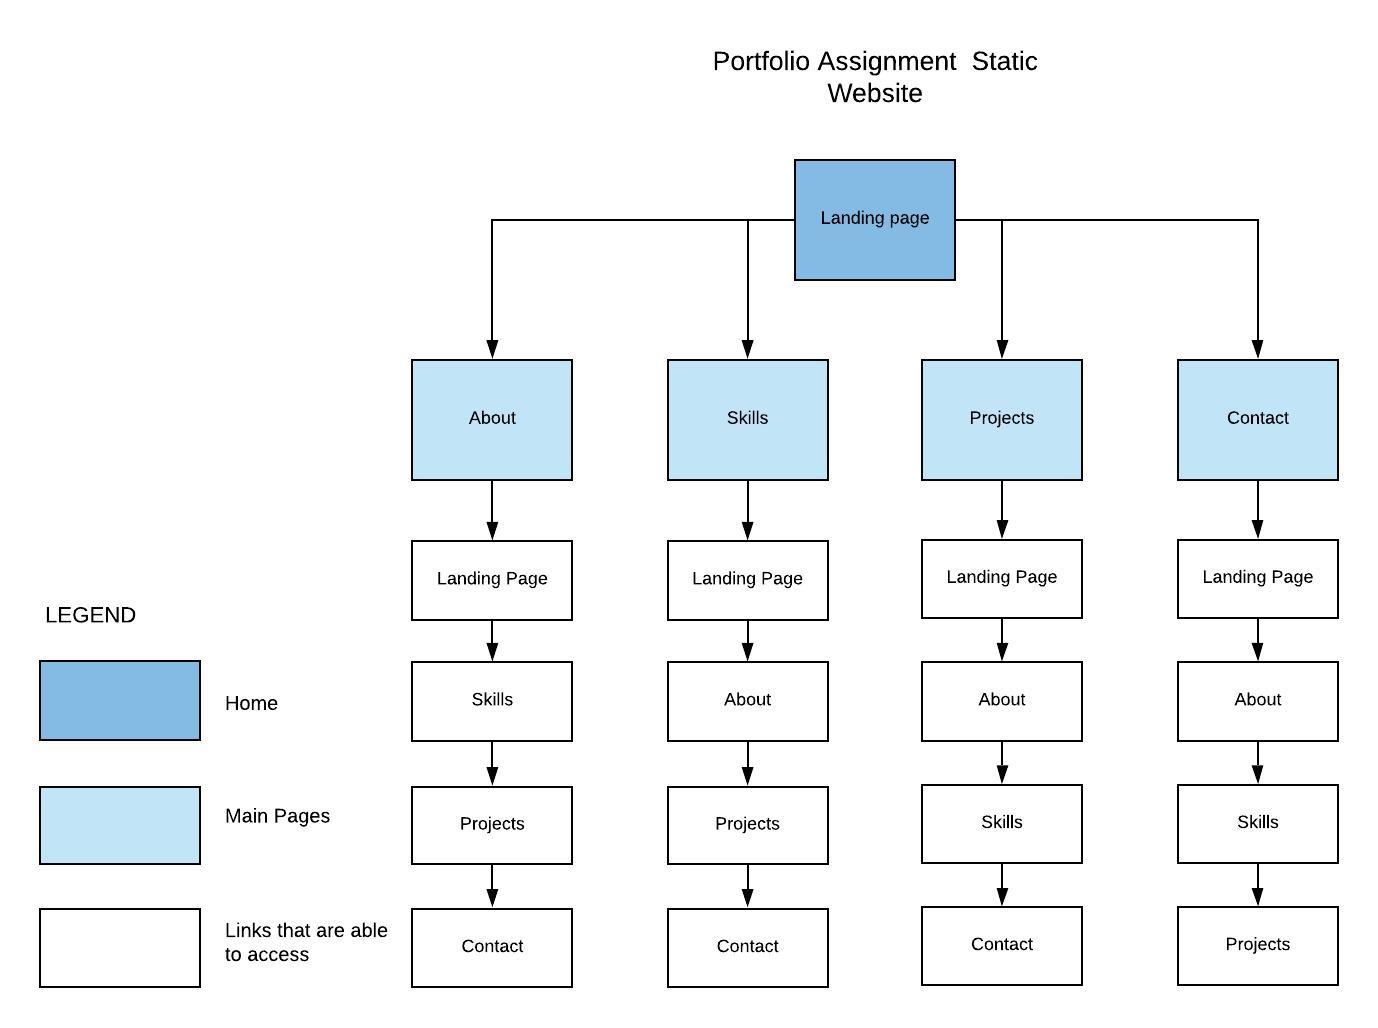 Portfolio Assignment  Static
Website
Landing page
About
Skills
Projects
Contact
Landing Page
Landing Page
Landing Page
Landing Page
Skills
About
About
About
Projects
Projects
Skills
Skills
Contact
Contact
Contact
Projects
LEGEND
Home
Main Pages
Links that are able
to access